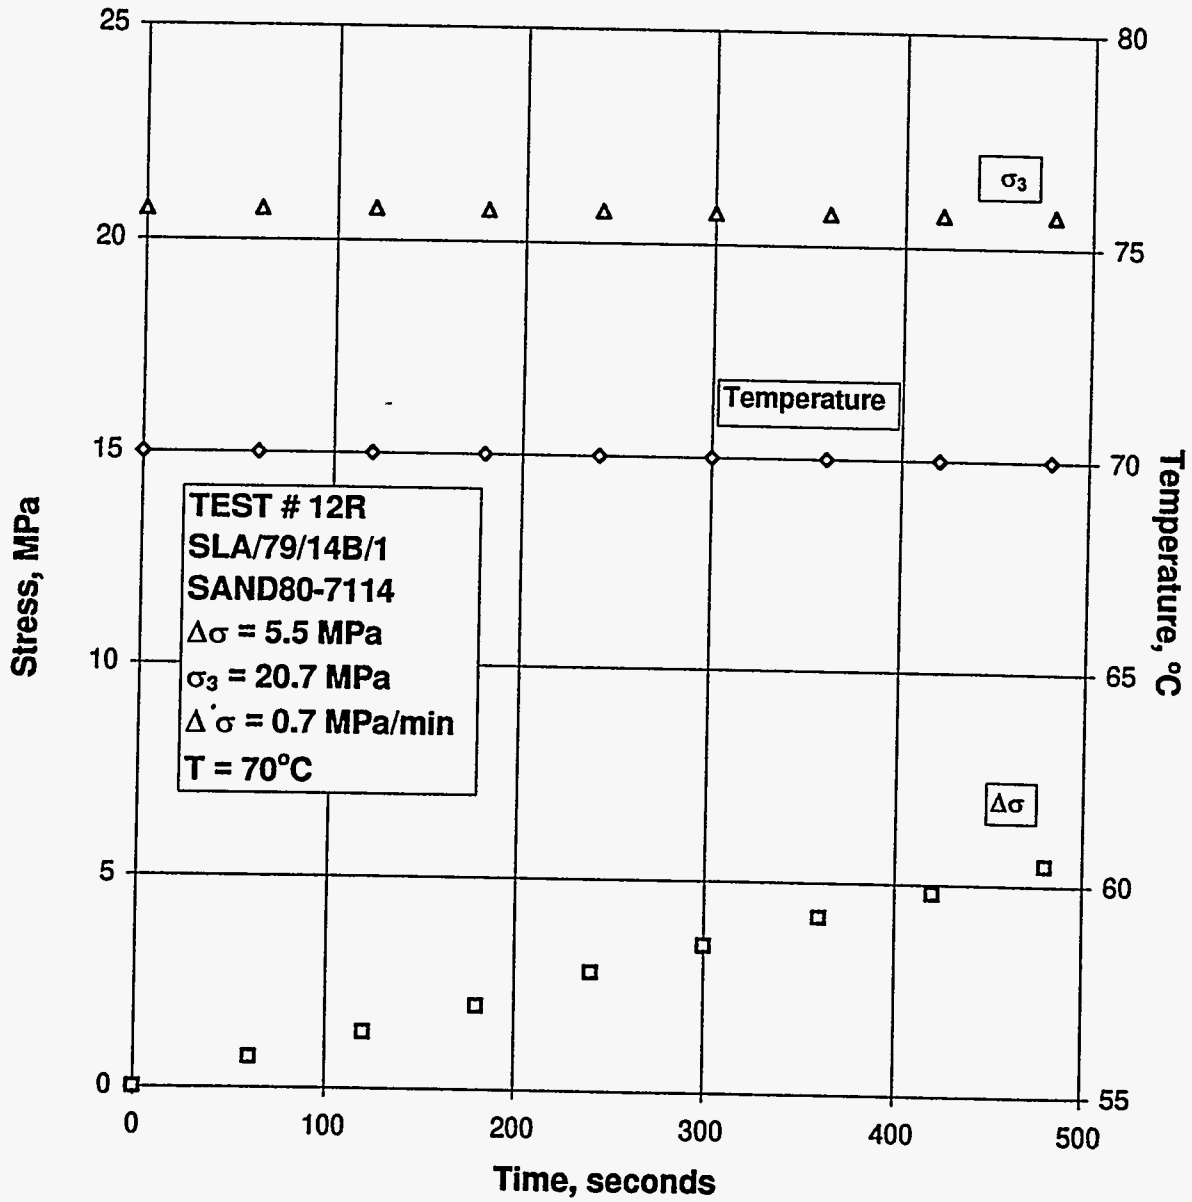 25
20
15
10
5
0
Stress, MPa
80
75
70
65
60
55
Temperature, °C
σ₃
Temperature
TEST # 12R
SLA/79/14B/1
SAND80-7114
Δσ = 5.5 MPa
σ₃ = 20.7 MPa
Δ˙σ = 0.7 MPa/min
T = 70°C
Δσ
0 100 200 300 400 500
Time, seconds